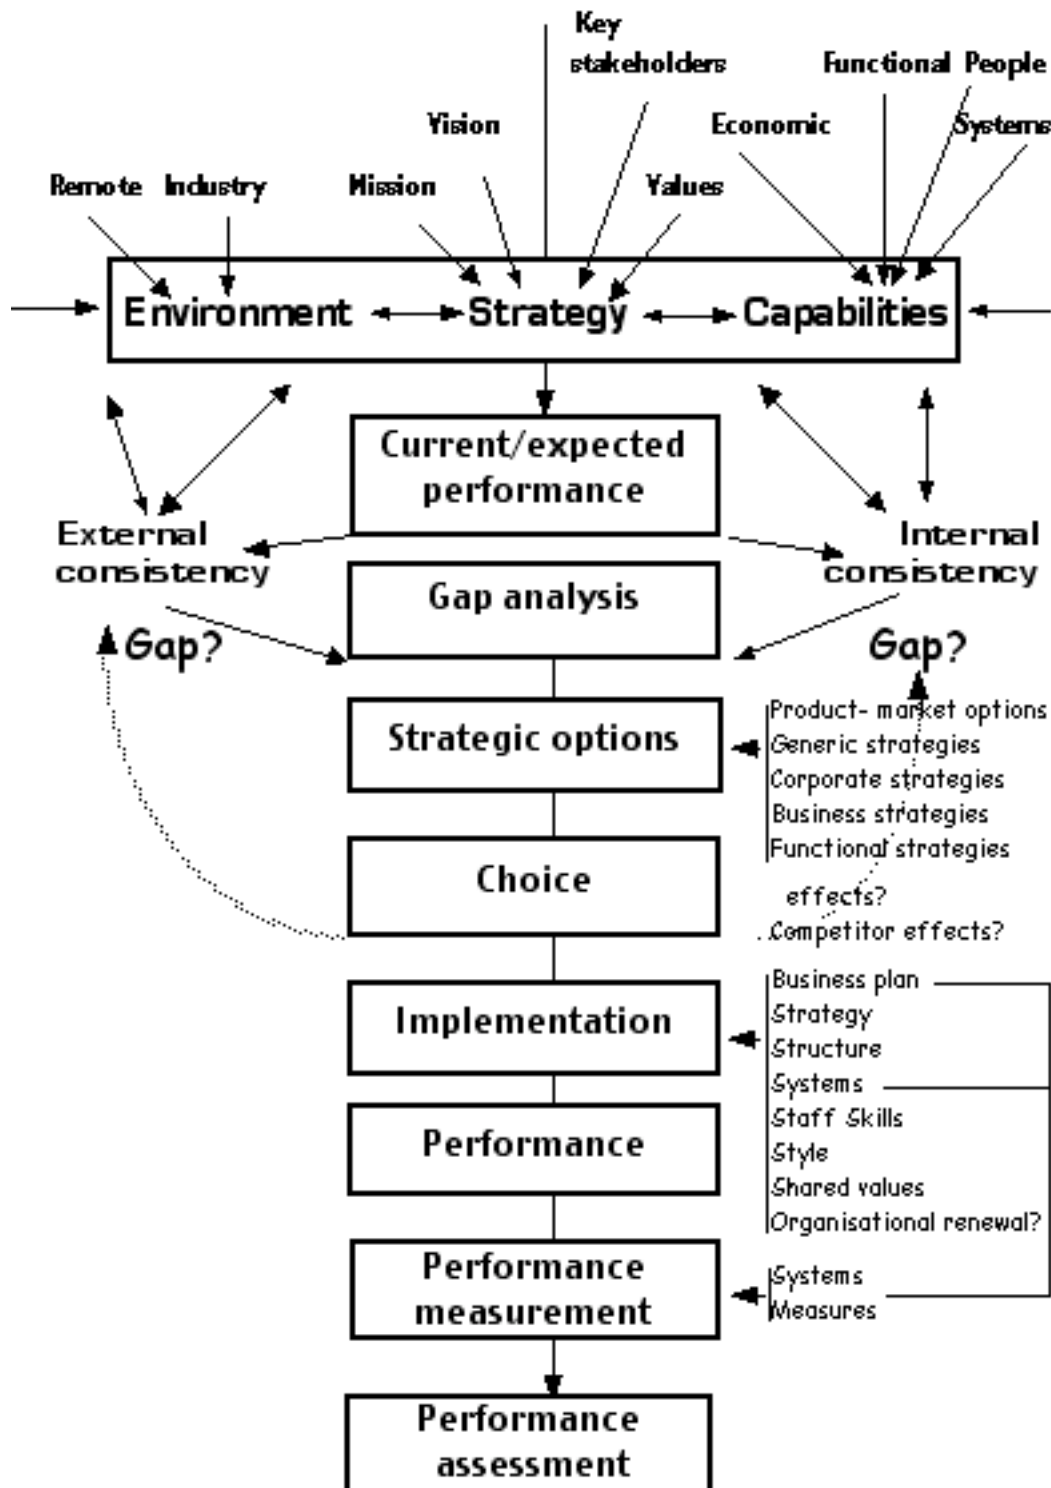 Key
stakeholders
Functional People
Vision
Economic
Systems
Remote Industry
Mission
Values
Environment
Strategy
Capabilities
Current/expected
performance
External
consistency
Internal
consistency
Gap analysis
Gap?
Gap?
Strategic options
Product- market options
Generic strategies
Corporate strategies
Business strategies
Functional strategies
Choice
effects?
Competitor effects?
Implementation
Business plan
Strategy
Structure
Systems
Staff Skills
Style
Shared values
Organisational renewal?
Performance
Performance
measurement
Systems
Measures
Performance
assessment